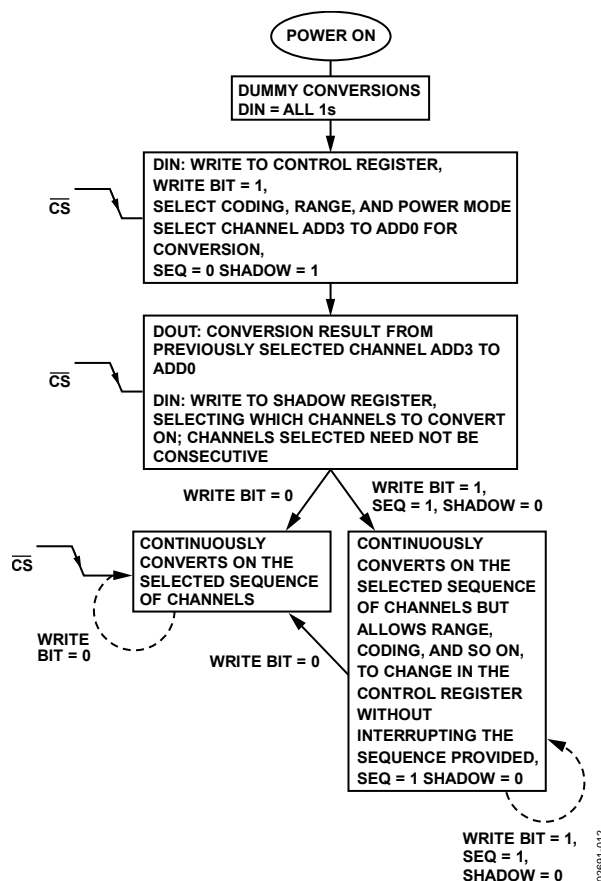 POWER ON
DUMMY CONVERSIONS
DIN = ALL 1s
CS
DIN: WRITE TO CONTROL REGISTER,
WRITE BIT = 1,
SELECT CODING, RANGE, AND POWER MODE
SELECT CHANNEL ADD3 TO ADD0 FOR
CONVERSION,
SEQ = 0 SHADOW = 1
CS
DOUT: CONVERSION RESULT FROM
PREVIOUSLY SELECTED CHANNEL ADD3 TO
ADD0
DIN: WRITE TO SHADOW REGISTER,
SELECTING WHICH CHANNELS TO CONVERT
ON; CHANNELS SELECTED NEED NOT BE
CONSECUTIVE
WRITE BIT = 0
WRITE BIT = 1,
SEQ = 1, SHADOW = 0
CS
CONTINUOUSLY
CONVERTS ON THE
SELECTED SEQUENCE
OF CHANNELS
WRITE
BIT = 0
WRITE BIT = 0
CONTINUOUSLY
CONVERTS ON THE
SELECTED SEQUENCE
OF CHANNELS BUT
ALLOWS RANGE,
CODING, AND SO ON,
TO CHANGE IN THE
CONTROL REGISTER
WITHOUT
INTERRUPTING THE
SEQUENCE PROVIDED,
SEQ = 1 SHADOW = 0
WRITE BIT = 1,
SEQ = 1,
SHADOW = 0
02691-012